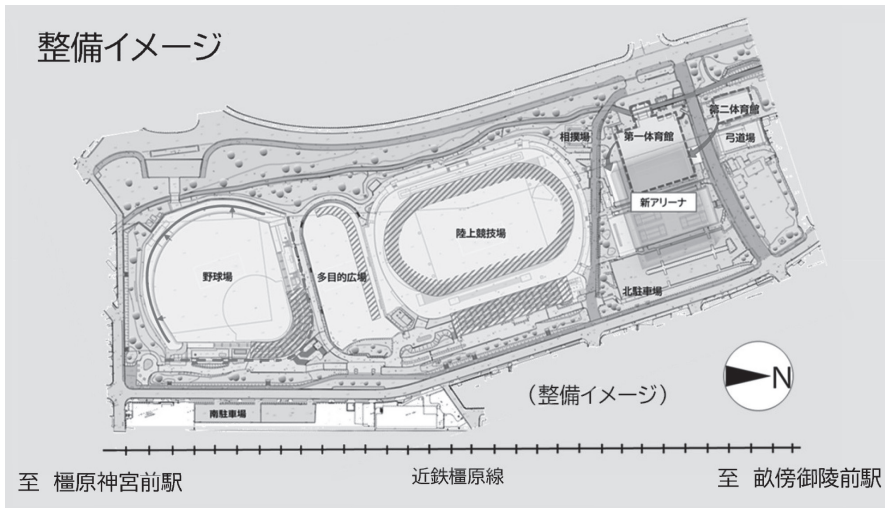 整備イメージ
第二体育館
相撲場
第一体育館
弓道場
新アリーナ
陸上競技場
野球場
多目的広場
北駐車場
N
（整備イメージ）
南駐車場
至 橿原神宮前駅
近鉄橿原線
至 畝傍御陵前駅